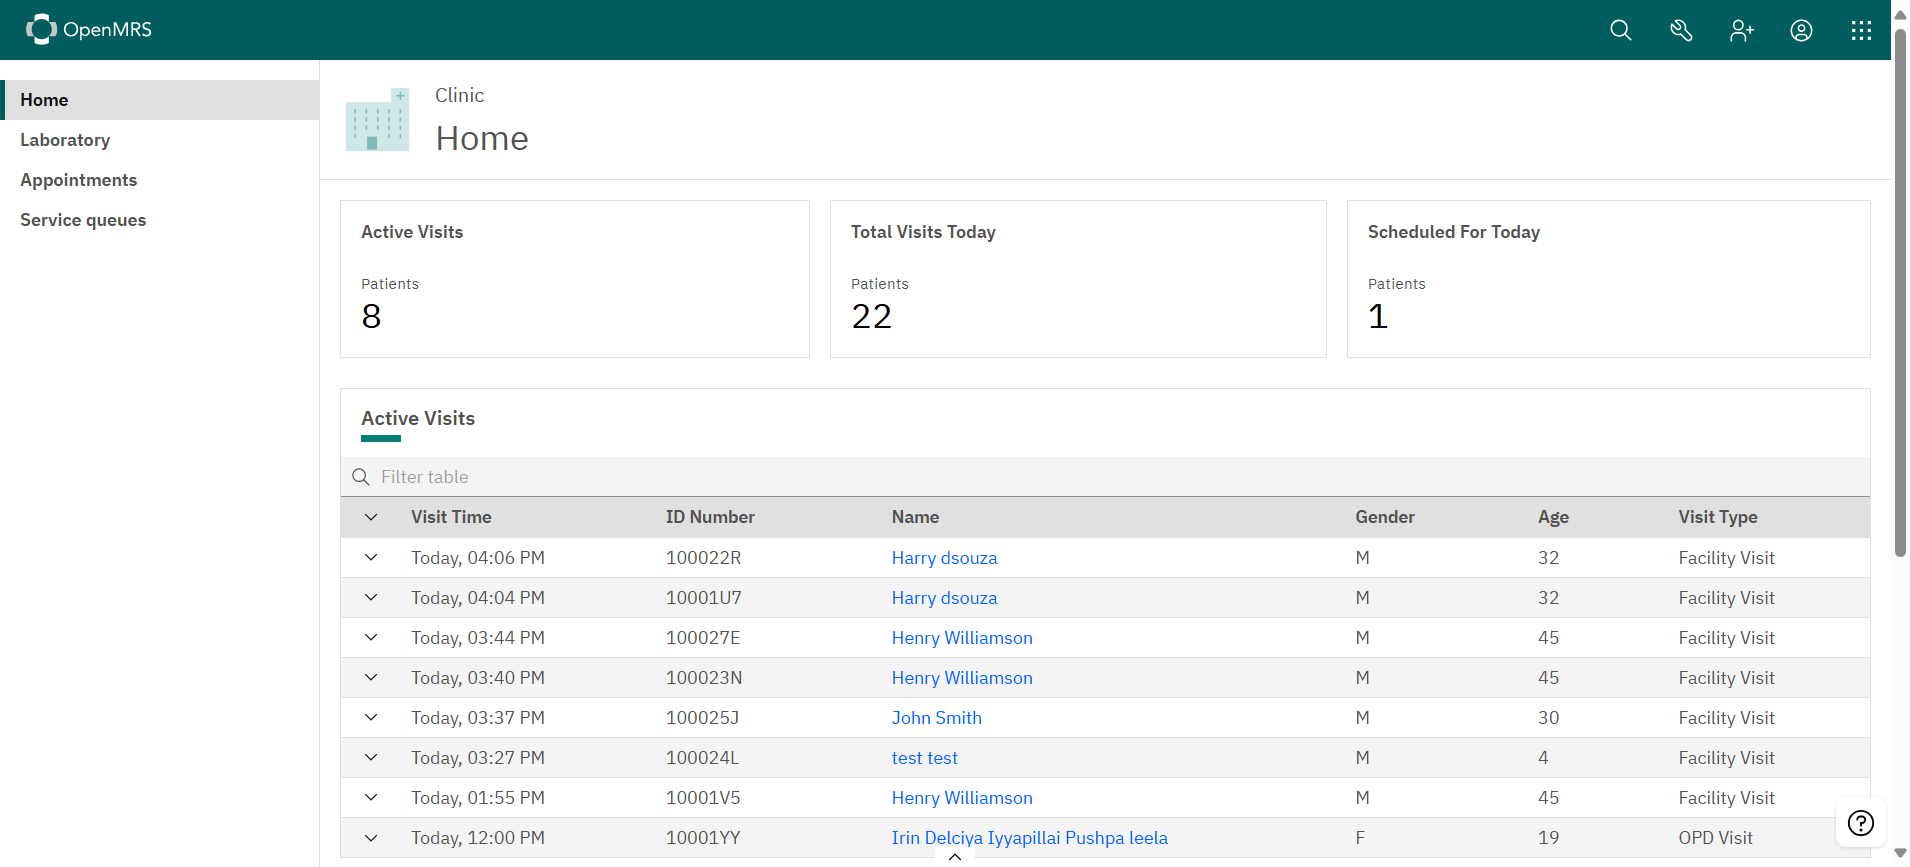 OpenMRS
Home
Laboratory
Appointments
Service queues
Clinic
Home
Active Visits
Patients
8
Total Visits Today
Patients
22
Scheduled For Today
Patients
1
Active Visits
Filter table
Visit Time ID Number Name Gender Age Visit Type
Today, 04:06 PM 100022R Harry dsouza M 32 Facility Visit
Today, 04:04 PM 10001U7 Harry dsouza M 32 Facility Visit
Today, 03:44 PM 100027E Henry Williamson M 45 Facility Visit
Today, 03:40 PM 100023N Henry Williamson M 45 Facility Visit
Today, 03:37 PM 100025J John Smith M 30 Facility Visit
Today, 03:27 PM 100024L test test M 4 Facility Visit
Today, 01:55 PM 10001V5 Henry Williamson M 45 Facility Visit
Today, 12:00 PM 10001YY Irin Delciya Iyyapillai Pushpa leela F 19 OPD Visit